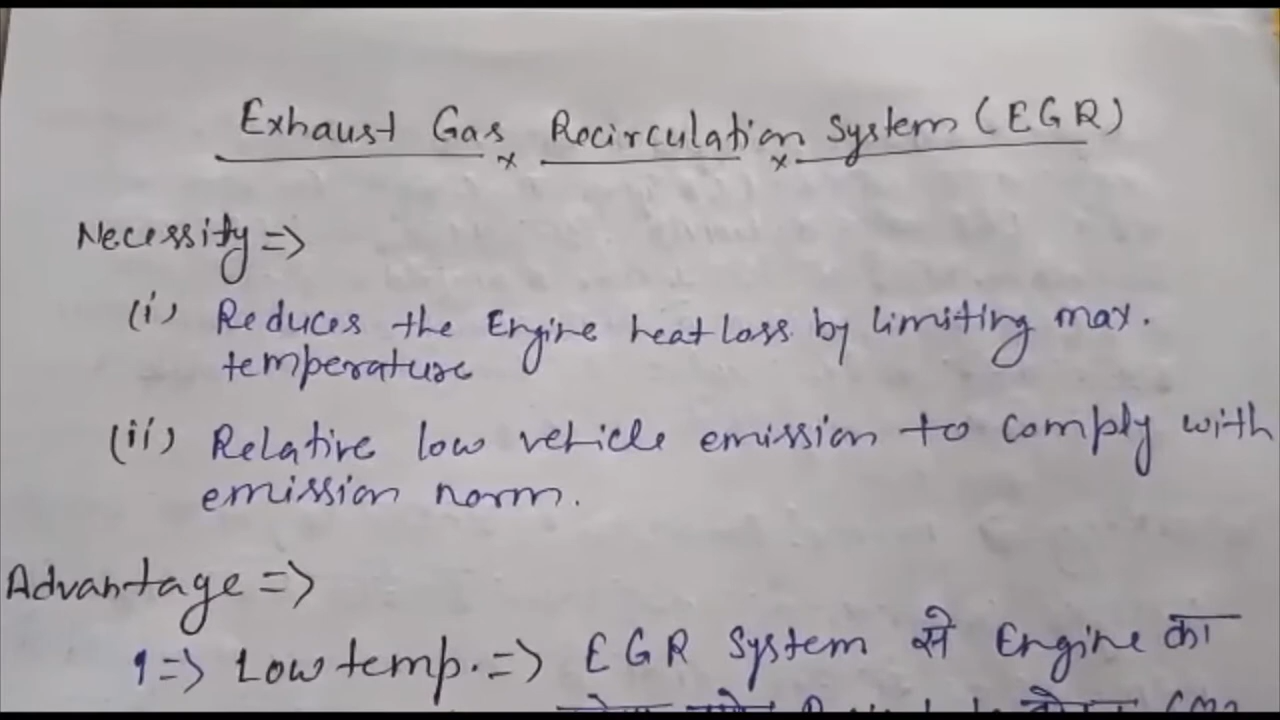 Exhaust Gas Recirculation System (EGR)
Necessity =>
(i) Reduces the Engine heat loss by limiting max.
temperature
(ii) Relative low vehicle emission to comply with
emission norm.
Advantage =>
1 => Low temp. => EGR System से Engine का